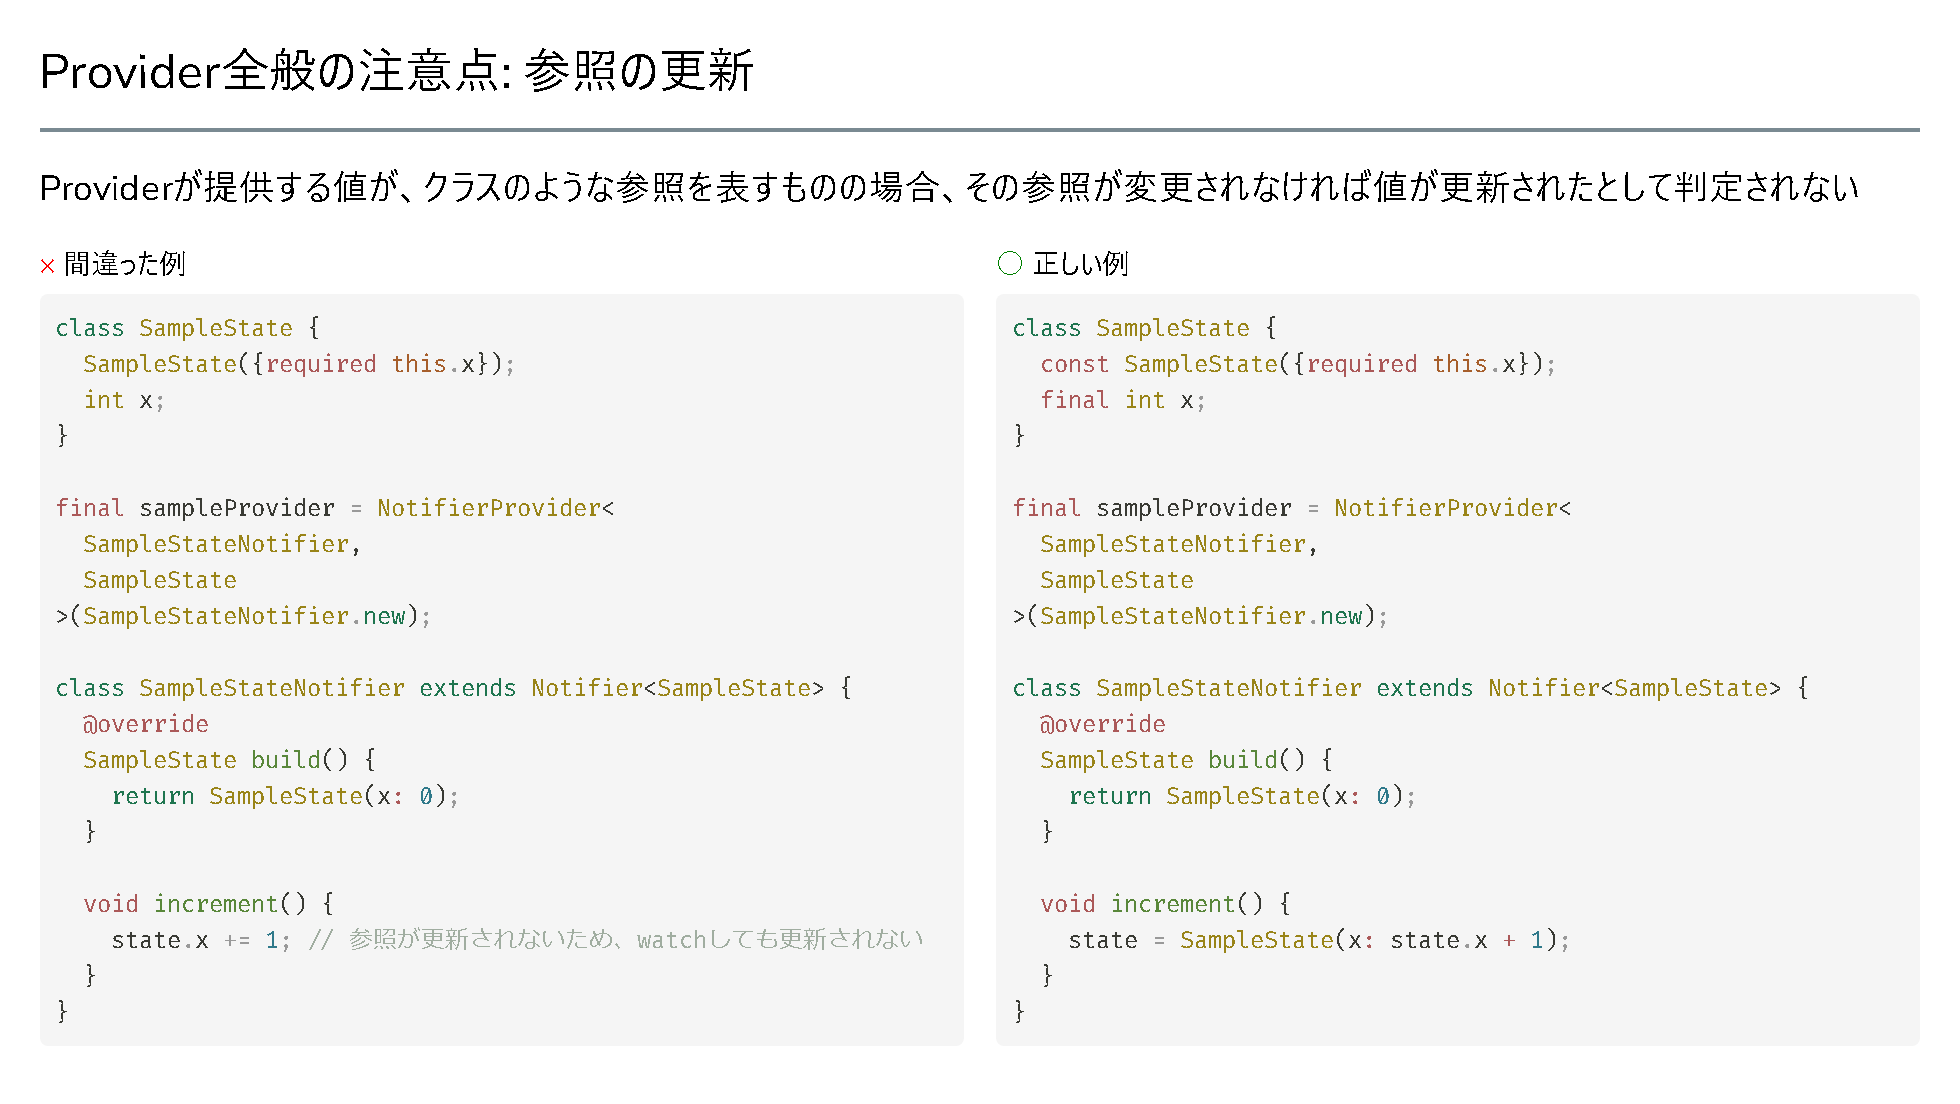 Provider全般の注意点: 参照の更新
Providerが提供する値が、クラスのような参照を表すものの場合、その参照が変更されなければ値が更新されたとして判定されない
× 間違った例
class SampleState {
  SampleState({required this.x});
  int x;
}
final sampleProvider = NotifierProvider<
  SampleStateNotifier,
  SampleState
>(SampleStateNotifier.new);
class SampleStateNotifier extends Notifier<SampleState> {
  @override
  SampleState build() {
    return SampleState(x: 0);
  }
  void increment() {
    state.x += 1; // 参照が更新されないため、watchしても更新されない
  }
}
○ 正しい例
class SampleState {
  const SampleState({required this.x});
  final int x;
}
final sampleProvider = NotifierProvider<
  SampleStateNotifier,
  SampleState
>(SampleStateNotifier.new);
class SampleStateNotifier extends Notifier<SampleState> {
  @override
  SampleState build() {
    return SampleState(x: 0);
  }
  void increment() {
    state = SampleState(x: state.x + 1);
  }
}